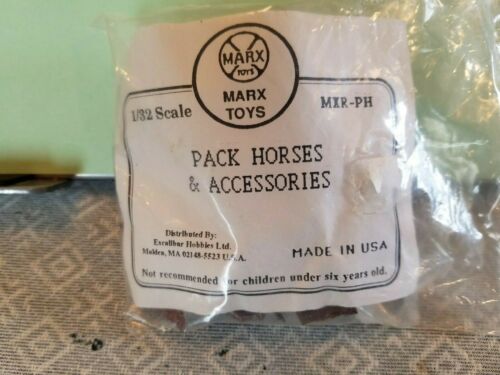 MARX
TOYS
MARX
TOYS
1/32 Scale
MXR-PH
PACK HORSES
& ACCESSORIES
Distributed By:
Excalibur Hobbies Ltd.
Malden, MA 02148-5523 U.S.A.
MADE IN USA
Not recommended for children under six years old.